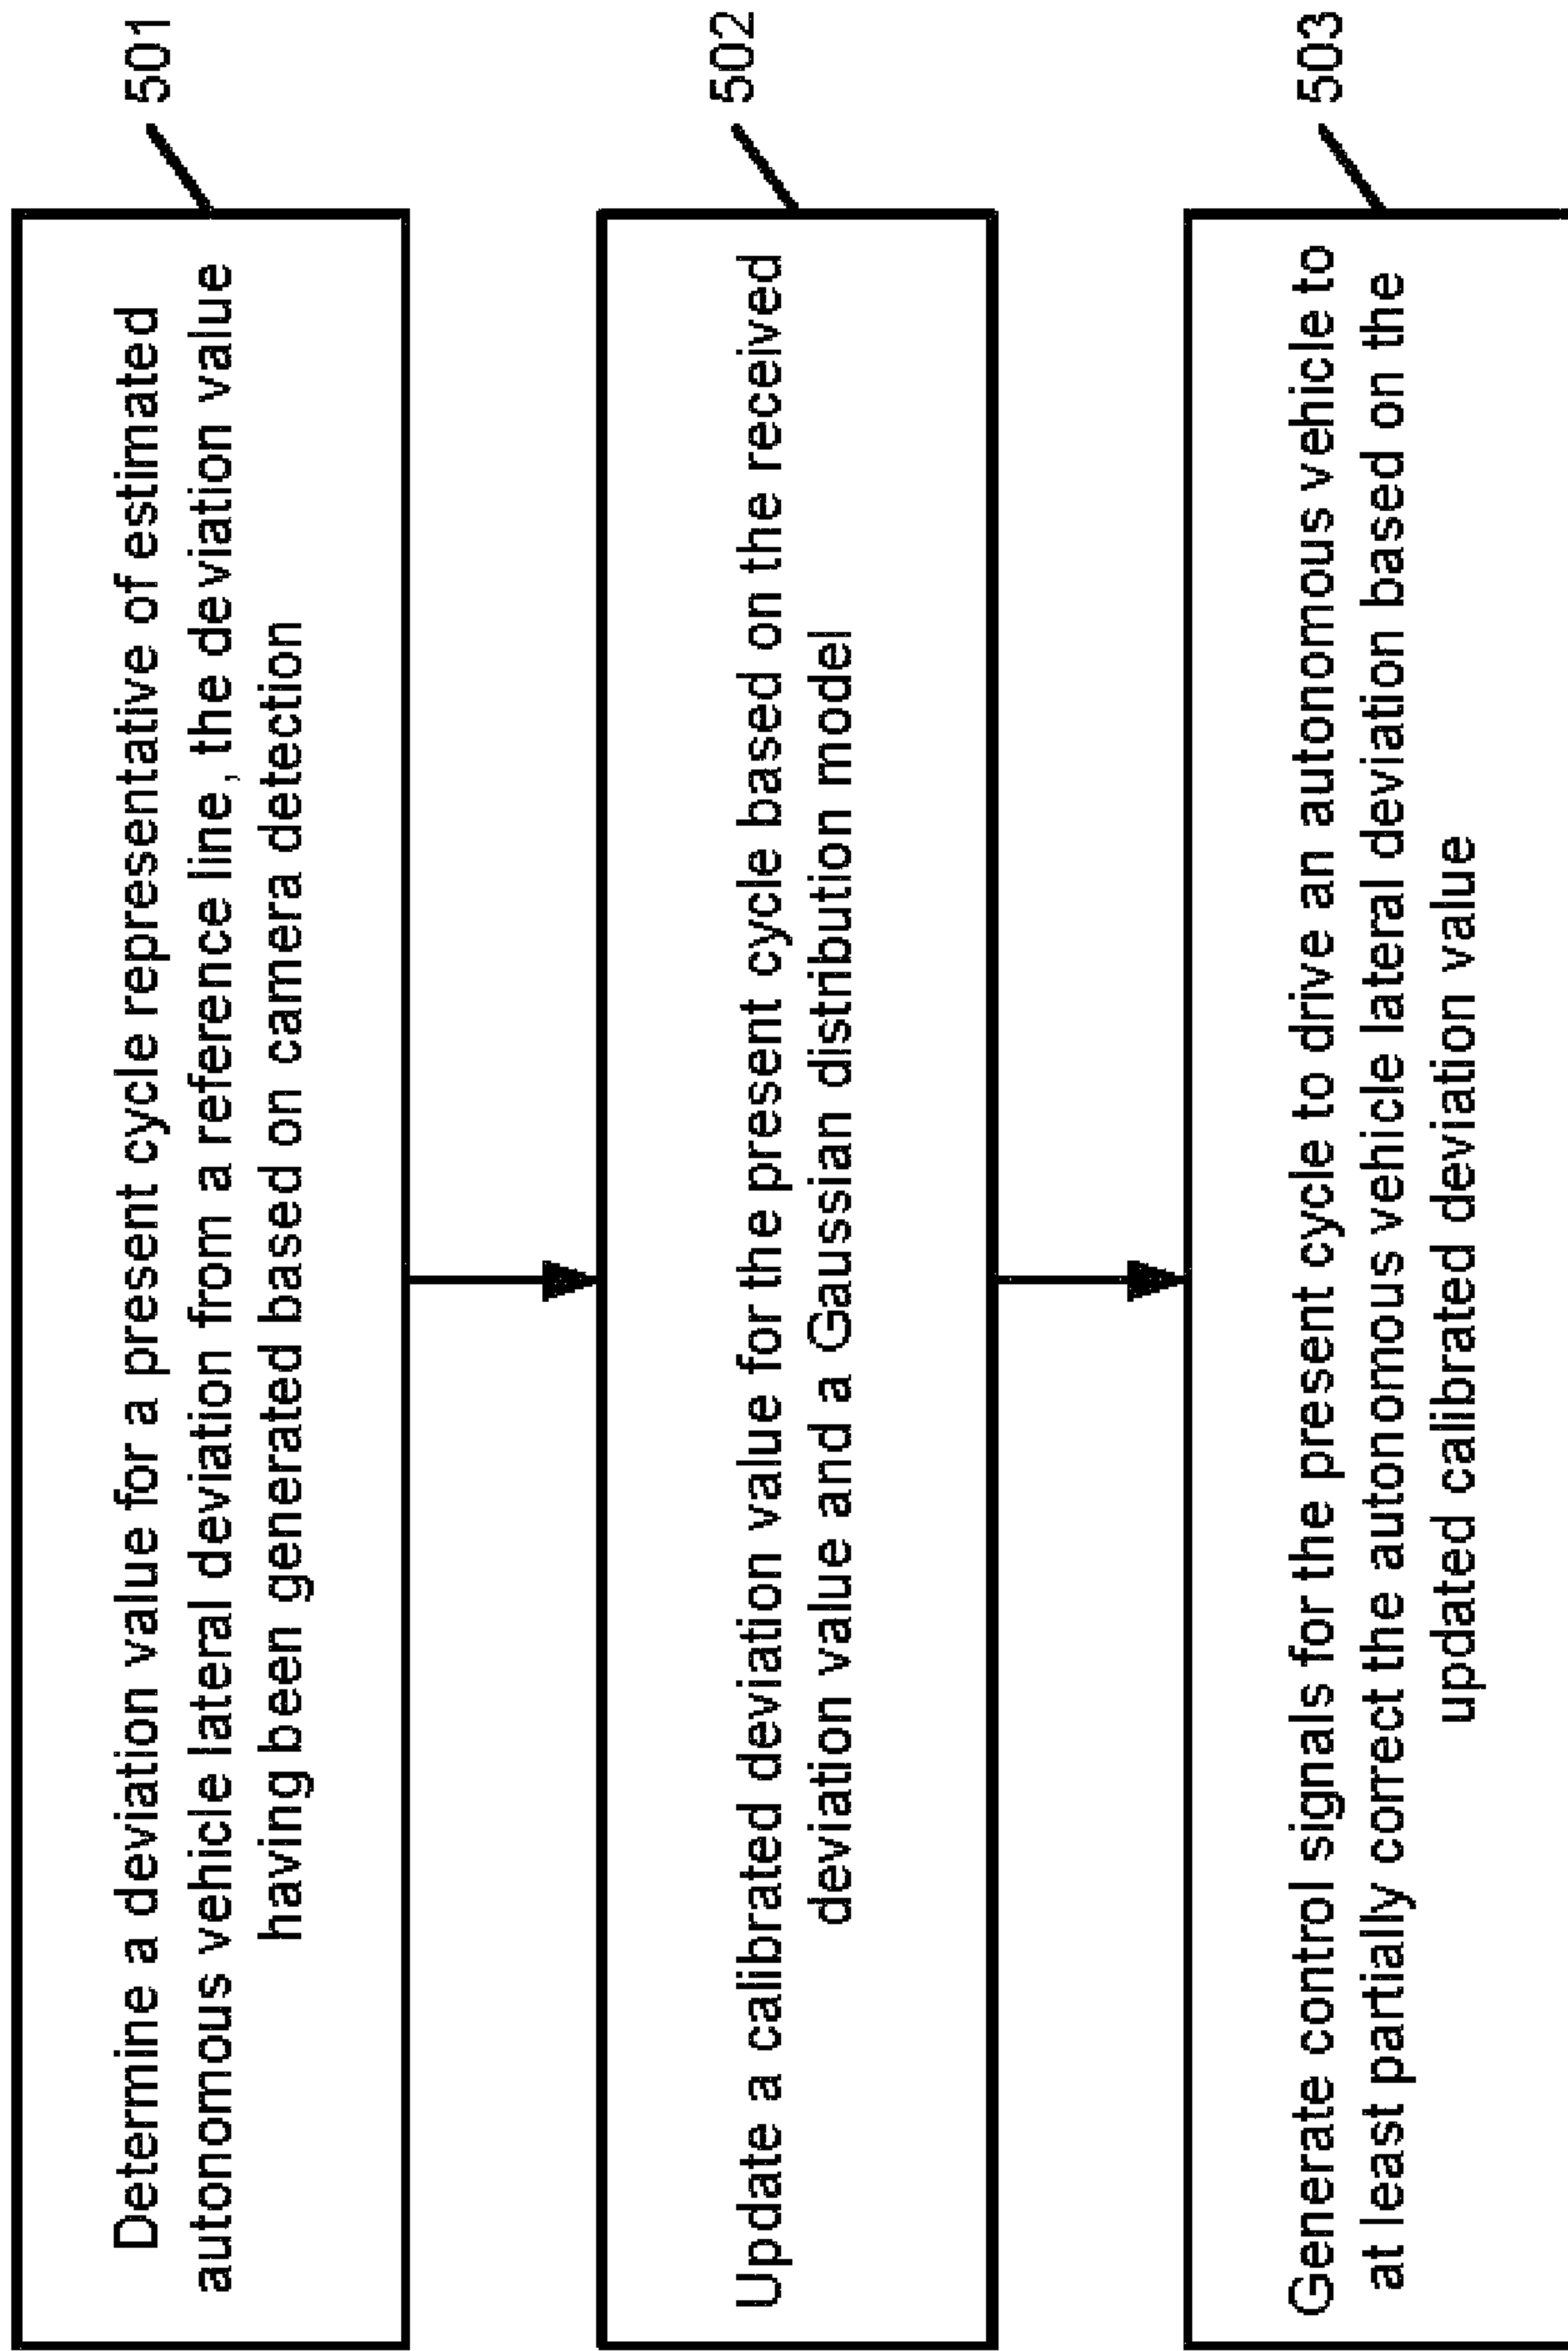 Determine a deviation value for a present cycle representative of estimated
autonomous vehicle lateral deviation from a reference line, the deviation value
having been generated based on camera detection
501
Update a calibrated deviation value for the present cycle based on the received
deviation value and a Gaussian distribution model
502
Generate control signals for the present cycle to drive an autonomous vehicle to
at least partially correct the autonomous vehicle lateral deviation based on the
updated calibrated deviation value
503